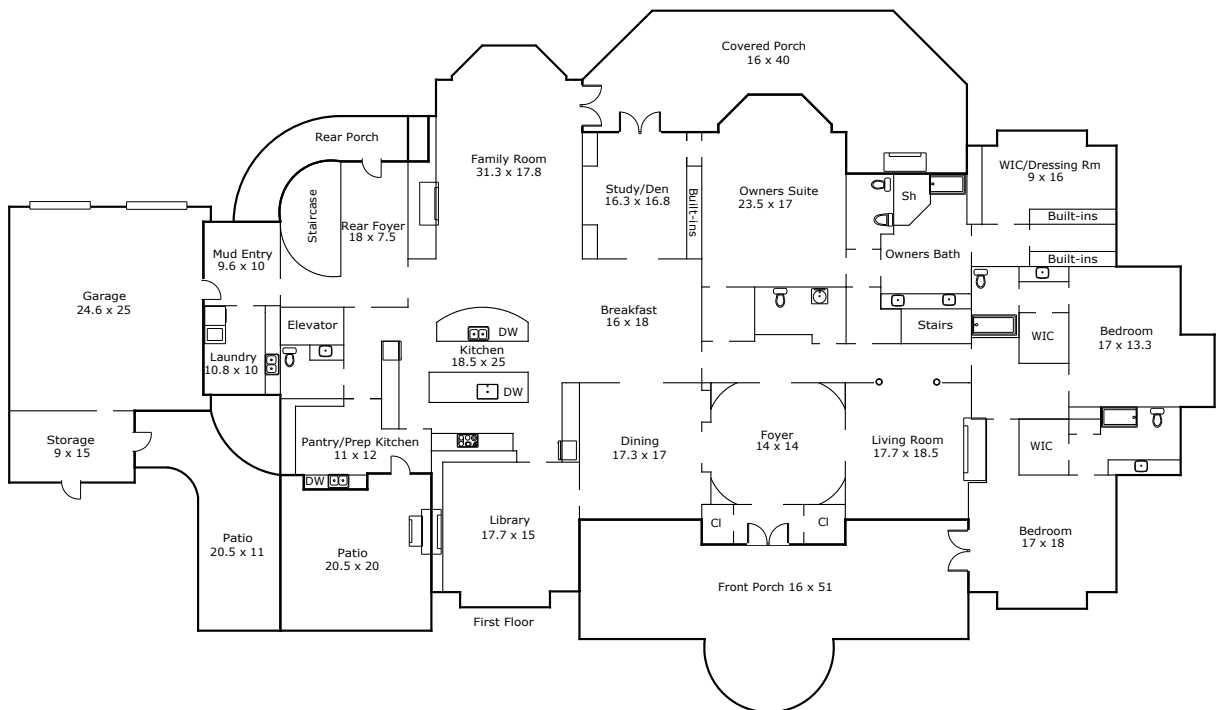 Covered Porch
16 x 40
Rear Porch
Family Room
31.3 x 17.8
WIC/Dressing Rm
9 x 16
Study/Den
16.3 x 16.8
Built-ins
Owners Suite
23.5 x 17
Sh
Staircase
Rear Foyer
18 x 7.5
Built-ins
Mud Entry
9.6 x 10
Owners Bath
Built-ins
Garage
24.6 x 25
Breakfast
16 x 18
Elevator
DW
Stairs
Bedroom
17 x 13.3
WIC
Kitchen
18.5 x 25
Laundry
10.8 x 10
DW
Storage
9 x 15
Pantry/Prep Kitchen
11 x 12
Dining
17.3 x 17
Foyer
14 x 14
Living Room
17.7 x 18.5
WIC
DW
Library
17.7 x 15
Cl
Cl
Patio
20.5 x 11
Patio
20.5 x 20
Bedroom
17 x 18
Front Porch 16 x 51
First Floor